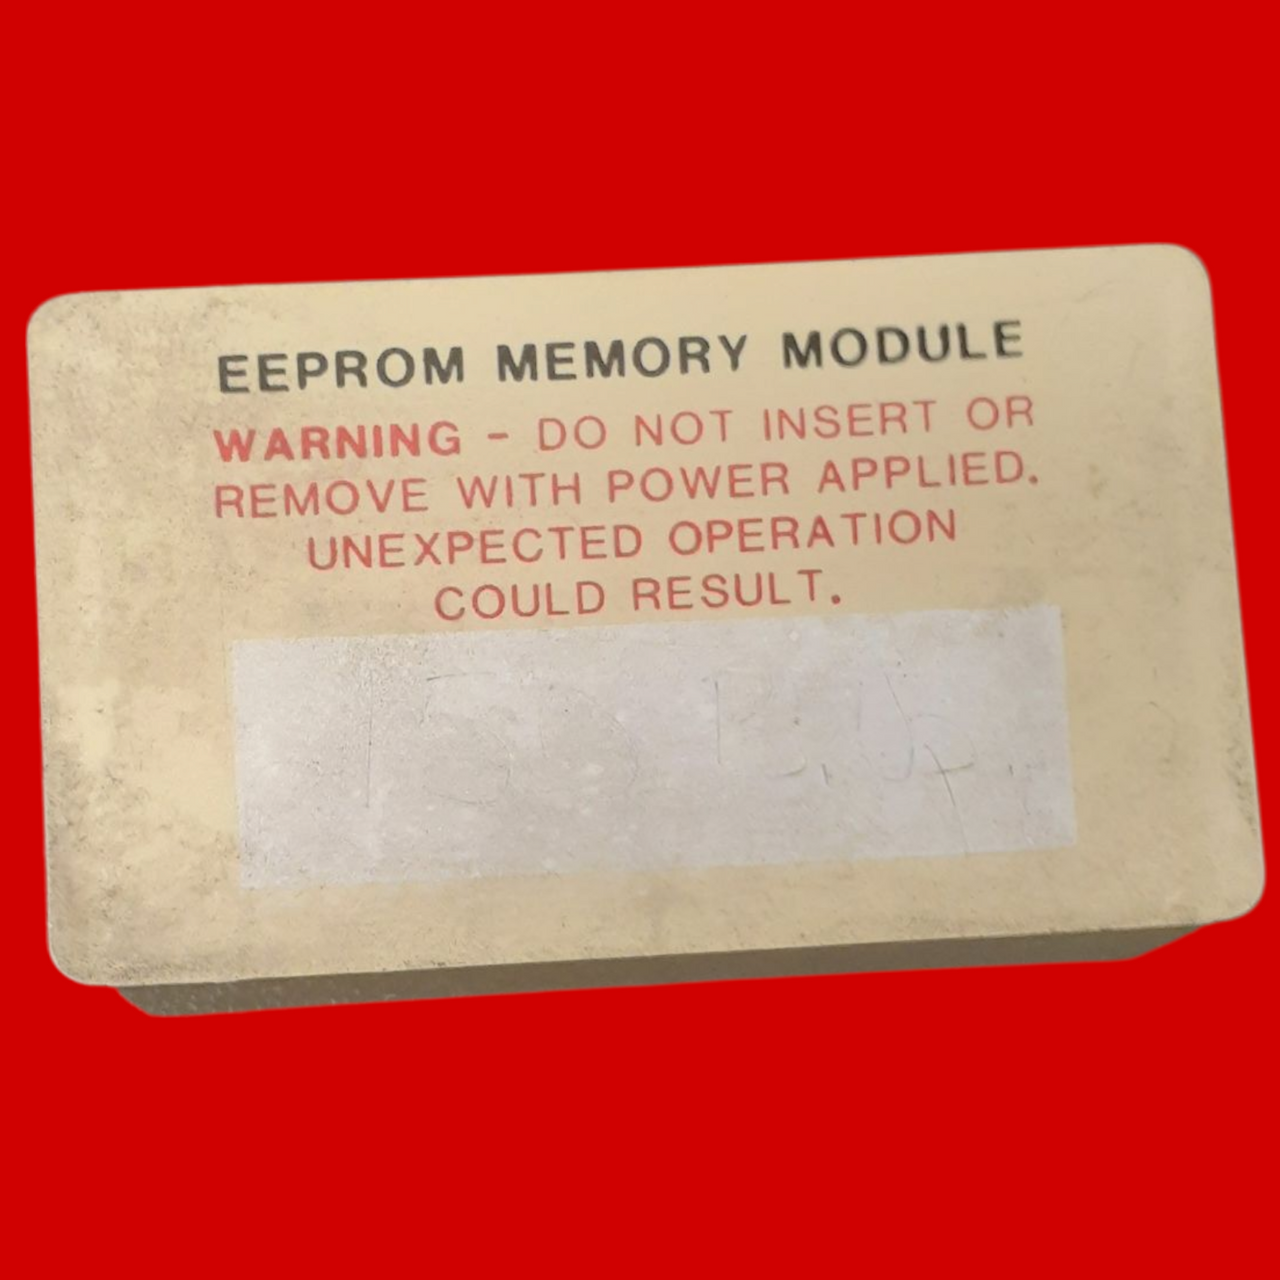 EEPROM MEMORY MODULE
WARNING - DO NOT INSERT OR
REMOVE WITH POWER APPLIED.
UNEXPECTED OPERATION
COULD RESULT.